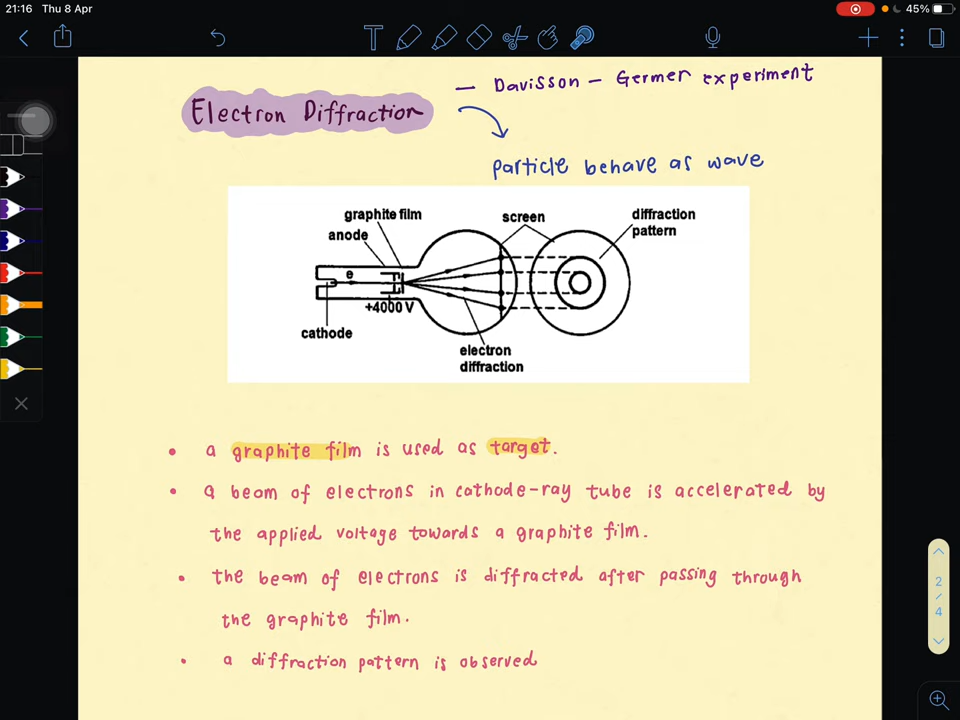 21:16 Thu 8 Apr
45%
Electron Diffraction
— Davisson – Germer experiment
particle behave as wave
graphite film
anode
screen
diffraction
pattern
e
+4000 V
cathode
electron
diffraction
• a graphite film is used as target.
• a beam of electrons in cathode-ray tube is accelerated by
the applied voltage towards a graphite film.
• the beam of electrons is diffracted after passing through
the graphite film.
• a diffraction pattern is observed
2
/
4